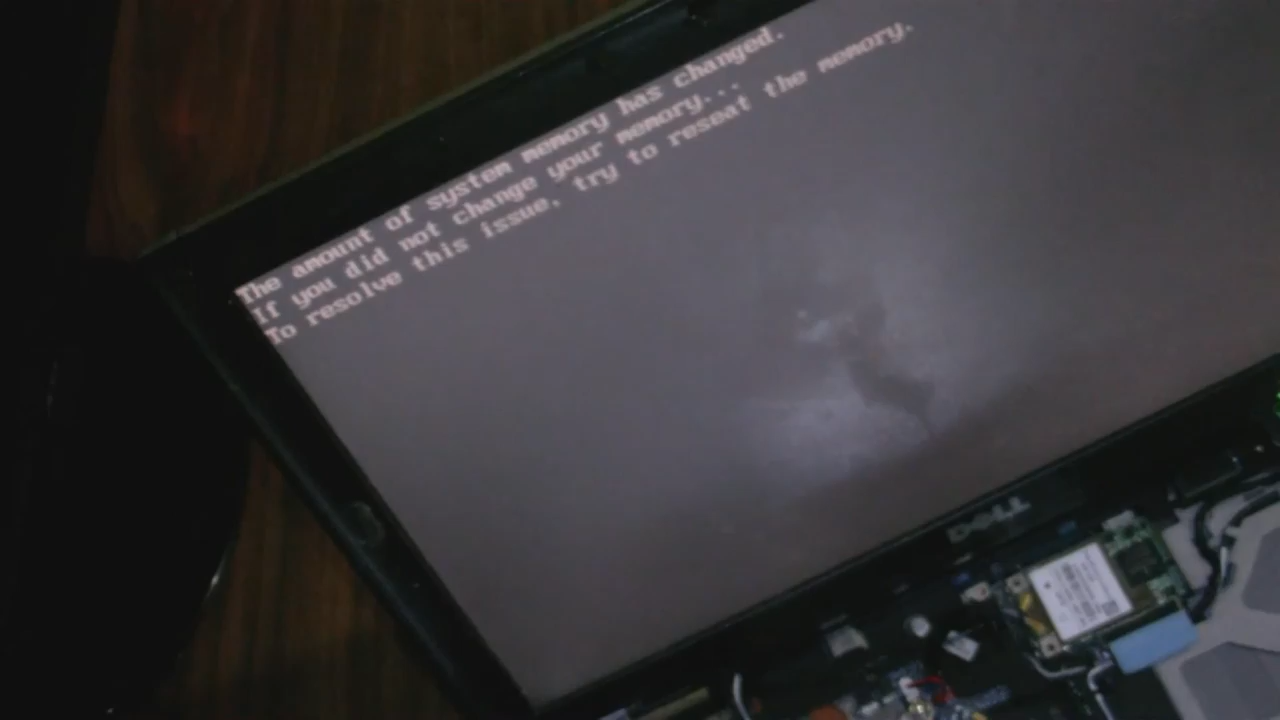 The amount of system memory has changed.
If you did not change your memory...
To resolve this issue, try to reseat the memory.
DELL